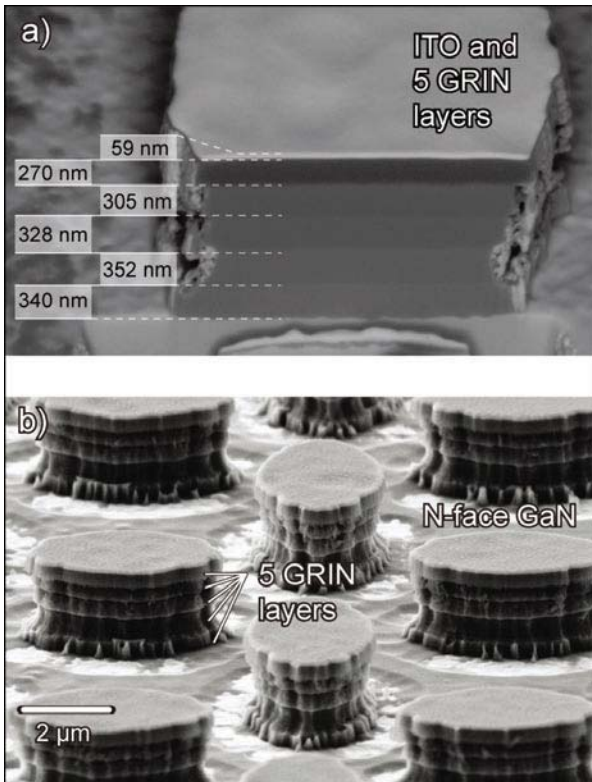 a)
ITO and
5 GRIN
layers
59 nm
270 nm
305 nm
328 nm
352 nm
340 nm
b)
N-face GaN
5 GRIN
layers
2 µm